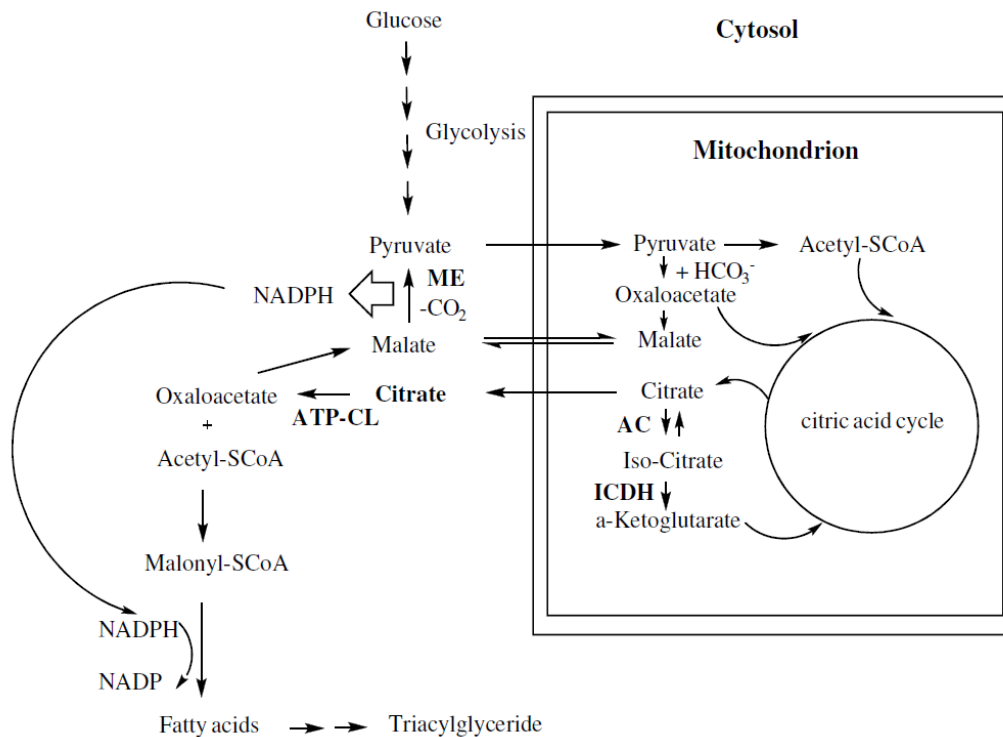 Glucose
Cytosol
Glycolysis
Mitochondrion
Pyruvate
Pyruvate
Acetyl-SCoA
ME
+ HCO₃⁻
NADPH
-CO₂
Oxaloacetate
Malate
Malate
Oxaloacetate
Citrate
Citrate
ATP-CL
citric acid cycle
+
AC
Acetyl-SCoA
Iso-Citrate
ICDH
a-Ketoglutarate
Malonyl-SCoA
NADPH
NADP
Fatty acids
Triacylglyceride